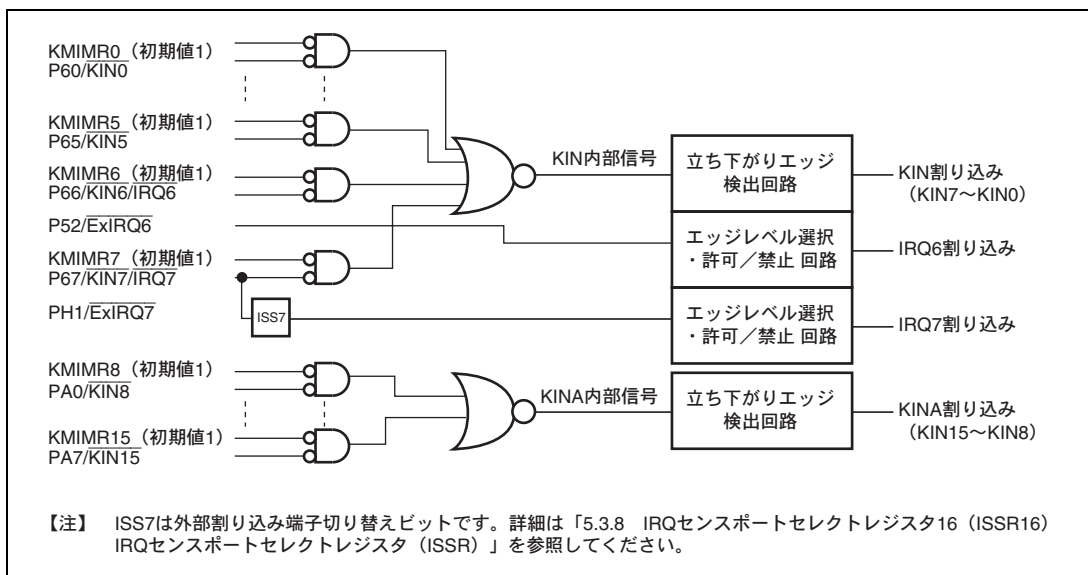 KMIMR0（初期値1）
P60/KIN0
KMIMR5（初期値1）
P65/KIN5
KMIMR6（初期値1）
P66/KIN6/IRQ6
P52/ExIRQ6
KMIMR7（初期値1）
P67/KIN7/IRQ7
PH1/ExIRQ7
ISS7
KMIMR8（初期値1）
PA0/KIN8
KMIMR15（初期値1）
PA7/KIN15
KIN内部信号
KINA内部信号
立ち下がりエッジ
検出回路
エッジレベル選択
・許可／禁止 回路
エッジレベル選択
・許可／禁止 回路
立ち下がりエッジ
検出回路
KIN割り込み
（KIN7～KIN0）
IRQ6割り込み
IRQ7割り込み
KINA割り込み
（KIN15～KIN8）
【注】 ISS7は外部割り込み端子切り替えビットです。詳細は「5.3.8 IRQセンスポートセレクトレジスタ16（ISSR16）
IRQセンスポートセレクトレジスタ（ISSR）」を参照してください。